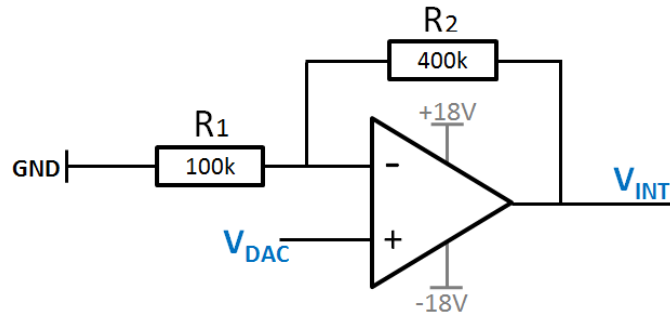 R2
400k
+18V
R1
GND
100k
-
VINT
VDAC
+
-18V